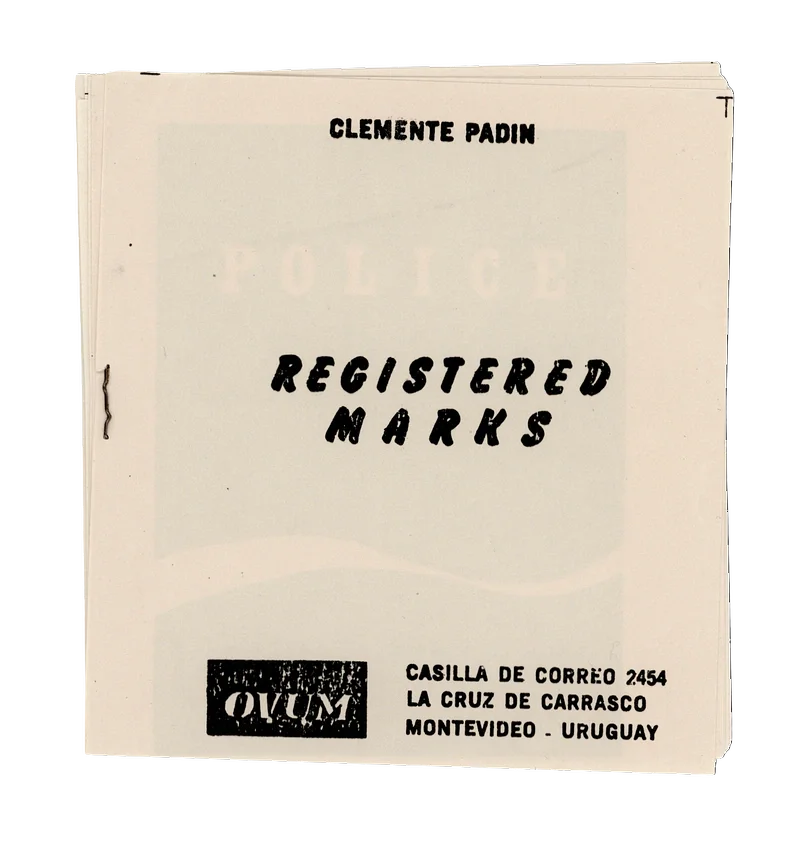 CLEMENTE PADIN
POLICE
REGISTERED
MARKS
OVUM
CASILLA DE CORREO 2454
LA CRUZ DE CARRASCO
MONTEVIDEO - URUGUAY